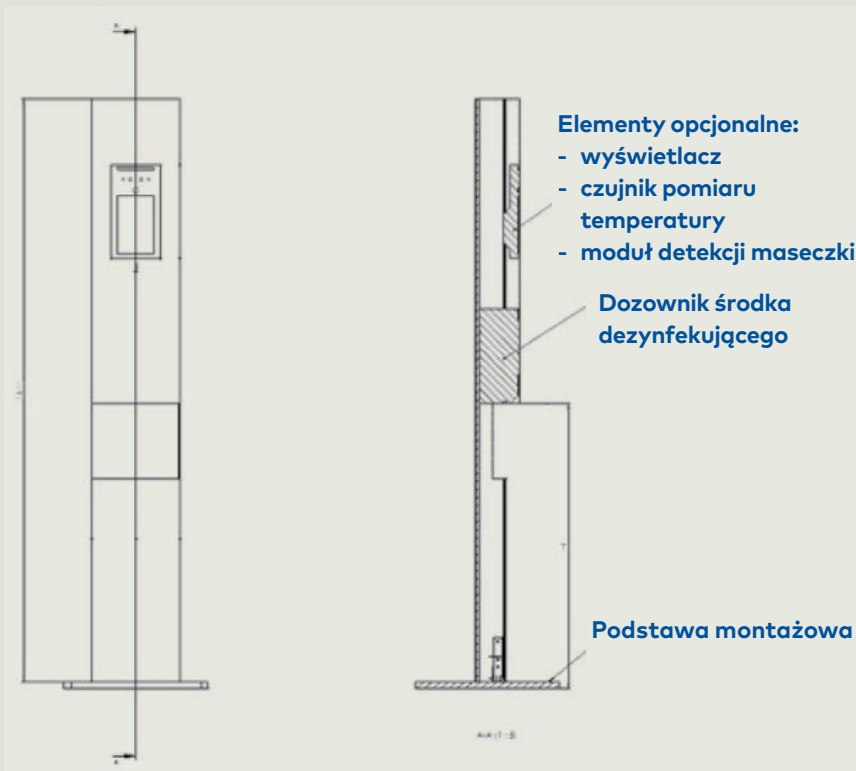 A
Elementy opcjonalne:
- wyświetlacz
- czujnik pomiaru
temperatury
- moduł detekcji maseczki
Dozownik środka
dezynfekującego
Podstawa montażowa
A